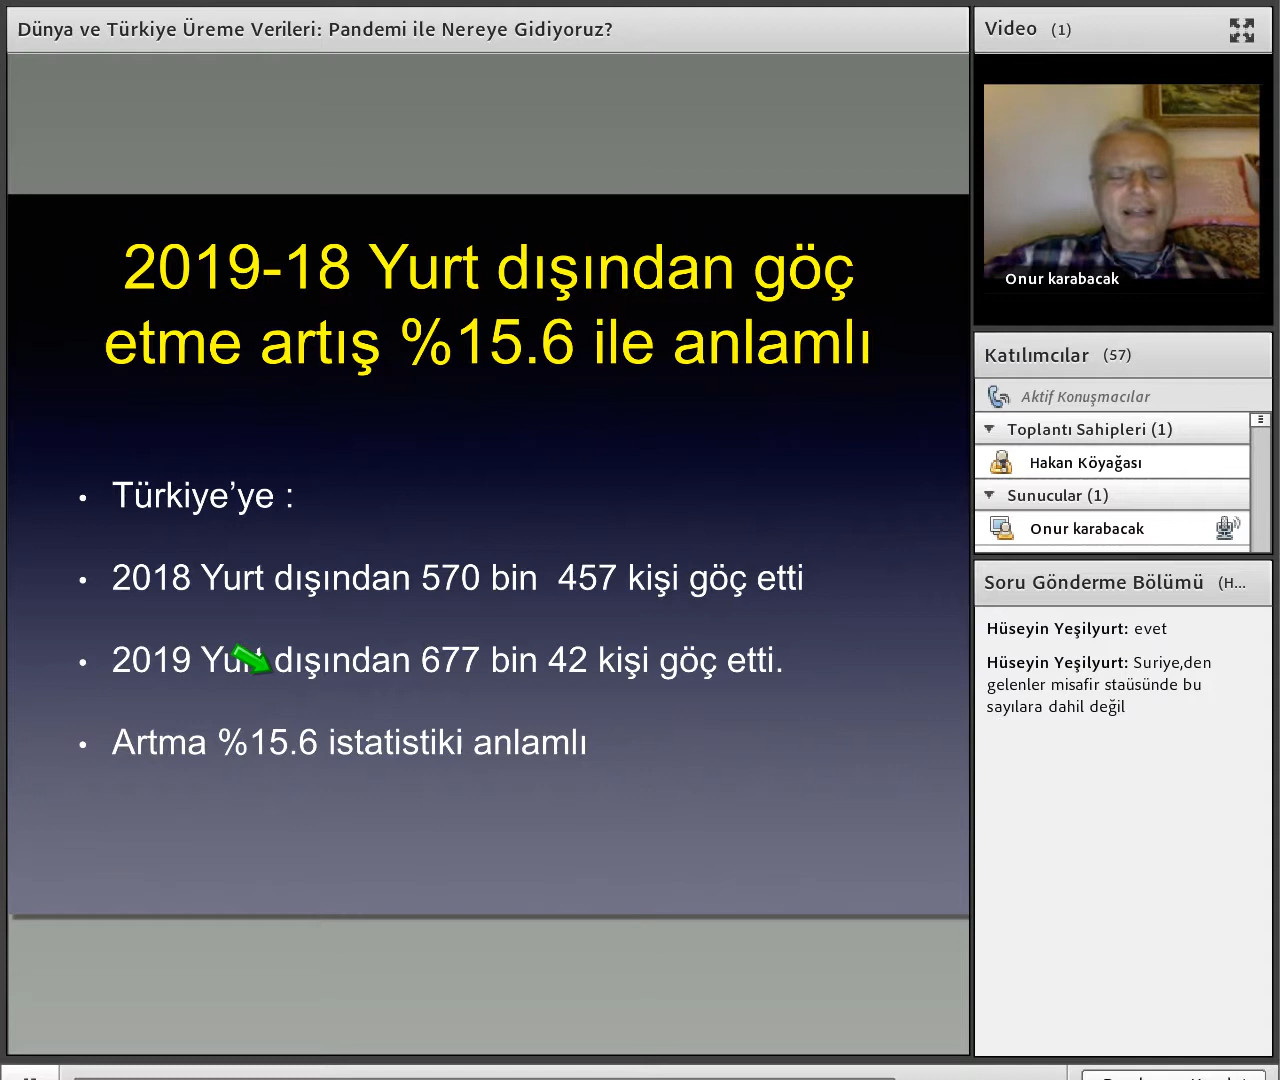 Dünya ve Türkiye Üreme Verileri: Pandemi ile Nereye Gidiyoruz?
2019-18 Yurt dışından göç
etme artış %15.6 ile anlamlı
• Türkiye’ye :
• 2018 Yurt dışından 570 bin  457 kişi göç etti
• 2019 Yurt dışından 677 bin 42 kişi göç etti.
• Artma %15.6 istatistiki anlamlı
Video (1)
Onur karabacak
Katılımcılar (57)
Aktif Konuşmacılar
Toplantı Sahipleri (1)
Hakan Köyağası
Sunucular (1)
Onur karabacak
Soru Gönderme Bölümü (H...
Hüseyin Yeşilyurt: evet
Hüseyin Yeşilyurt: Suriye,den
gelenler misafir staüsünde bu
sayılara dahil değil